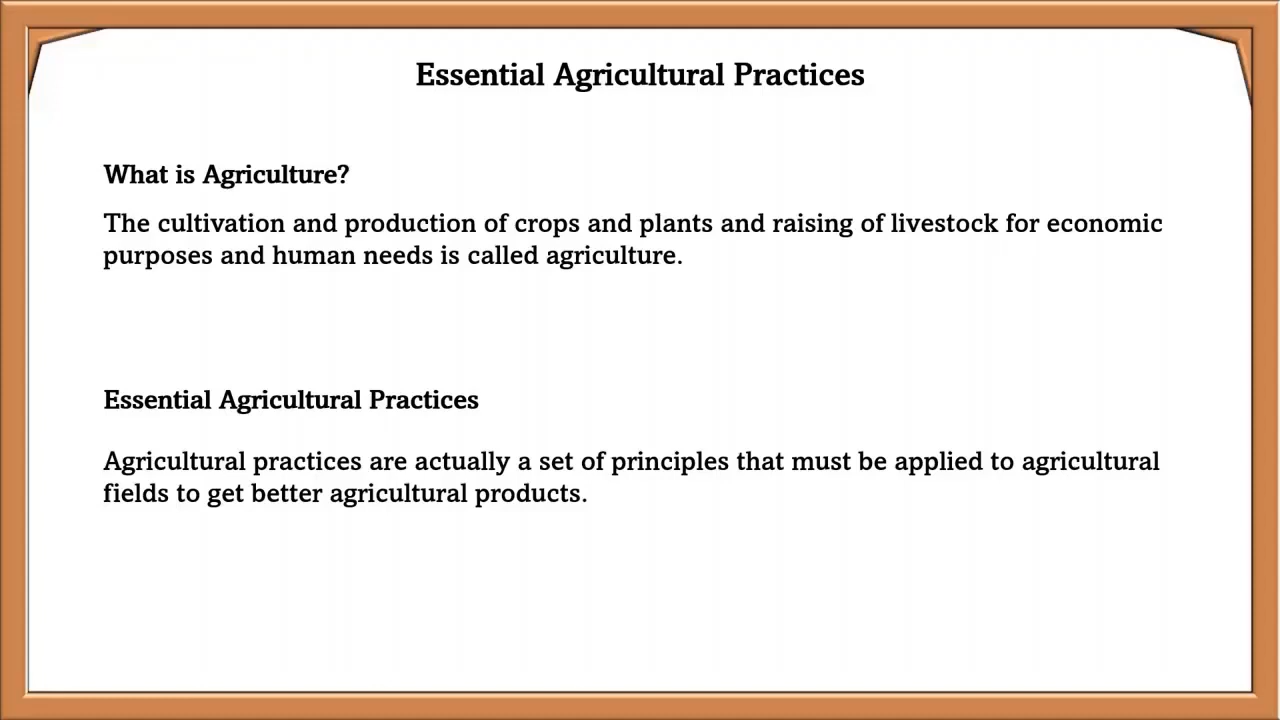 Essential Agricultural Practices
What is Agriculture?
The cultivation and production of crops and plants and raising of livestock for economic
purposes and human needs is called agriculture.
Essential Agricultural Practices
Agricultural practices are actually a set of principles that must be applied to agricultural
fields to get better agricultural products.